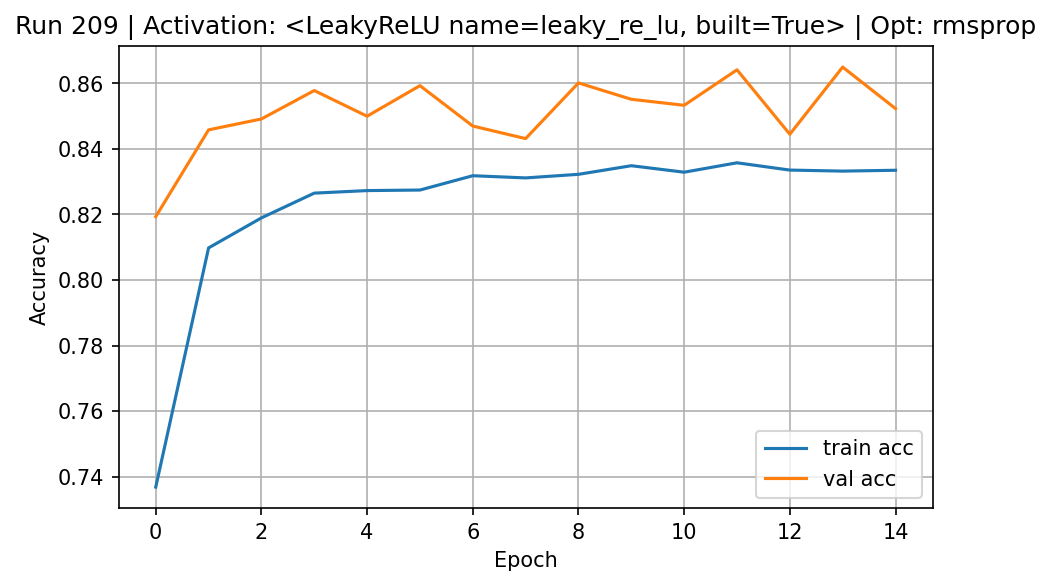 Run 209 | Activation: <LeakyReLU name=leaky_re_lu, built=True> | Opt: rmsprop
0.86
0.84
0.82
0.80
0.78
0.76
0.74
Accuracy
train acc
val acc
0 2 4 6 8 10 12 14
Epoch